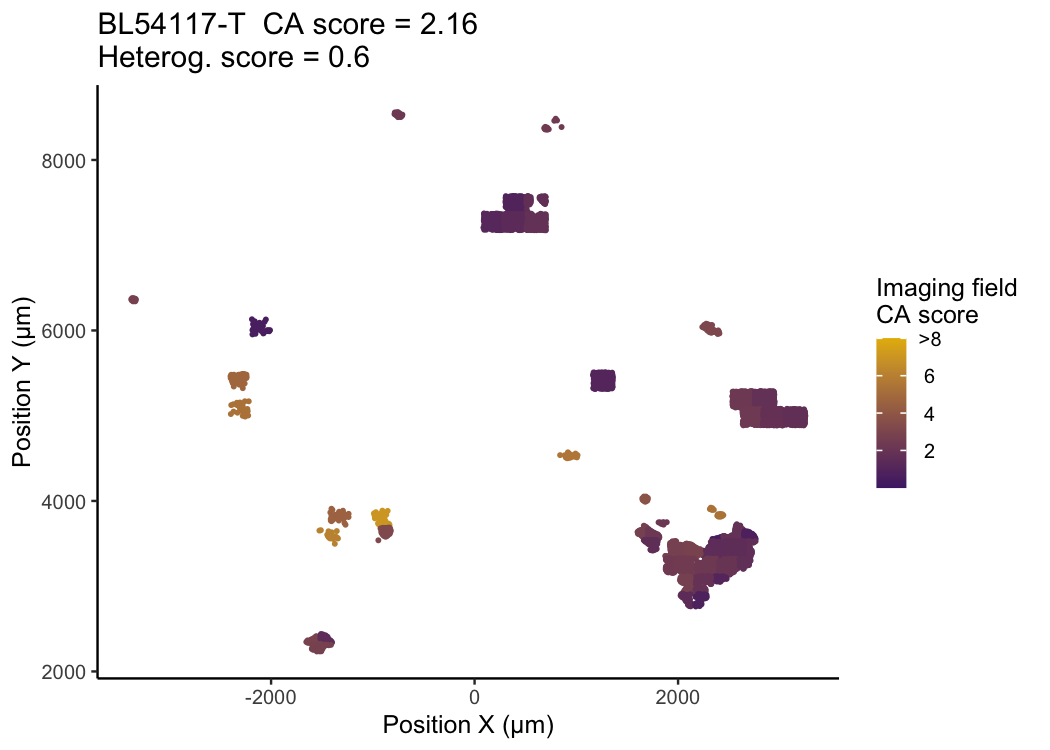 BL54117-T  CA score = 2.16
Heterog. score = 0.6
8000
6000
4000
2000
-2000
0
2000
Position X (μm)
Position Y (μm)
Imaging field
CA score
>8
6
4
2